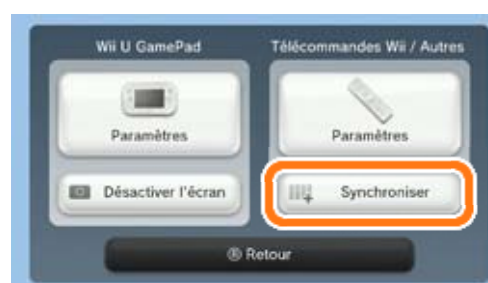 Wii U GamePad
Télécommandes Wii / Autres
Paramètres
Paramètres
Désactiver l'écran
Synchroniser
Ⓑ Retour